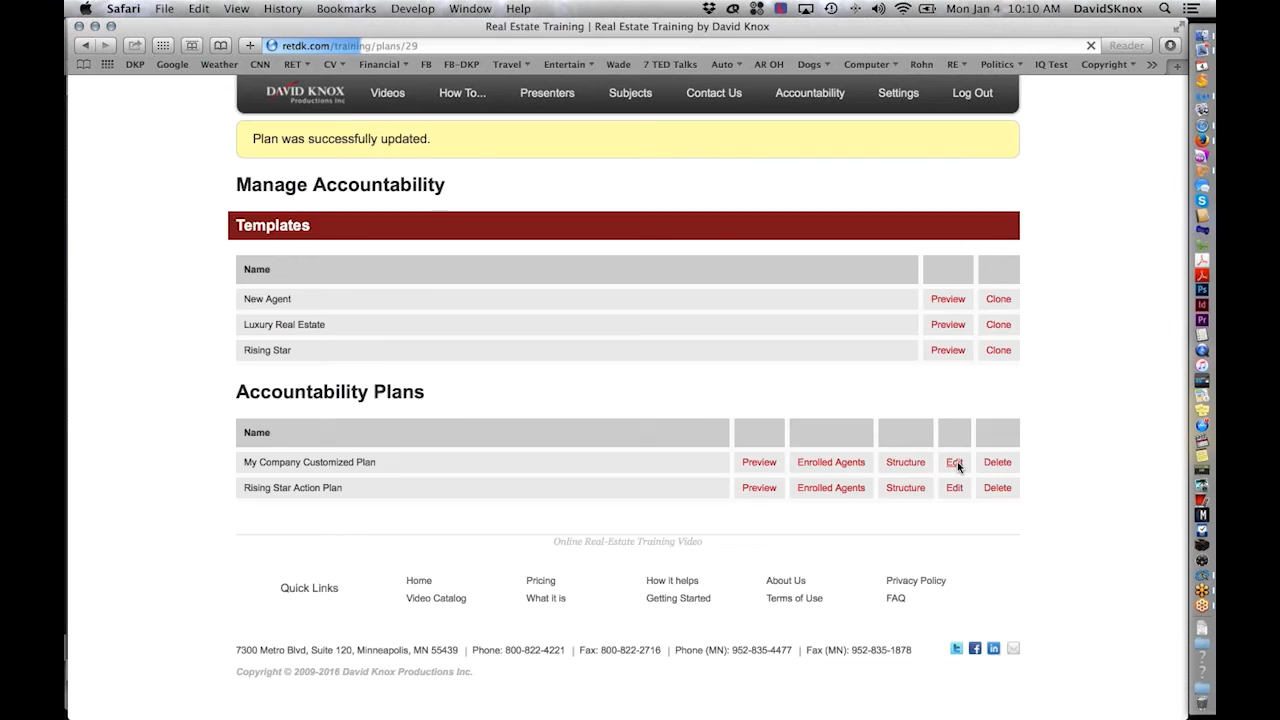 Safari File Edit View History Bookmarks Develop Window Help Mon Jan 4 10:10 AM DavidSKnox
Real Estate Training | Real Estate Training by David Knox
retdk.com/training/plans/29 Reader
DKP Google Weather CNN RET CV Financial FB FB-DKP Travel Entertain Wade 7 TED Talks Auto AR OH Dogs Computer Rohn RE Politics IQ Test Copyright
DAVID KNOX
Productions Inc
Videos How To... Presenters Subjects Contact Us Accountability Settings Log Out
Plan was successfully updated.
Manage Accountability
Templates
Name
New Agent Preview Clone
Luxury Real Estate Preview Clone
Rising Star Preview Clone
Accountability Plans
Name
My Company Customized Plan Preview Enrolled Agents Structure Edit Delete
Rising Star Action Plan Preview Enrolled Agents Structure Edit Delete
Online Real-Estate Training Video
Quick Links
Home Pricing How it helps About Us Privacy Policy
Video Catalog What it is Getting Started Terms of Use FAQ
7300 Metro Blvd, Suite 120, Minneapolis, MN 55439 | Phone: 800-822-4221 | Fax: 800-822-2716 | Phone (MN): 952-835-4477 | Fax (MN): 952-835-1878
Copyright © 2009-2016 David Knox Productions Inc.